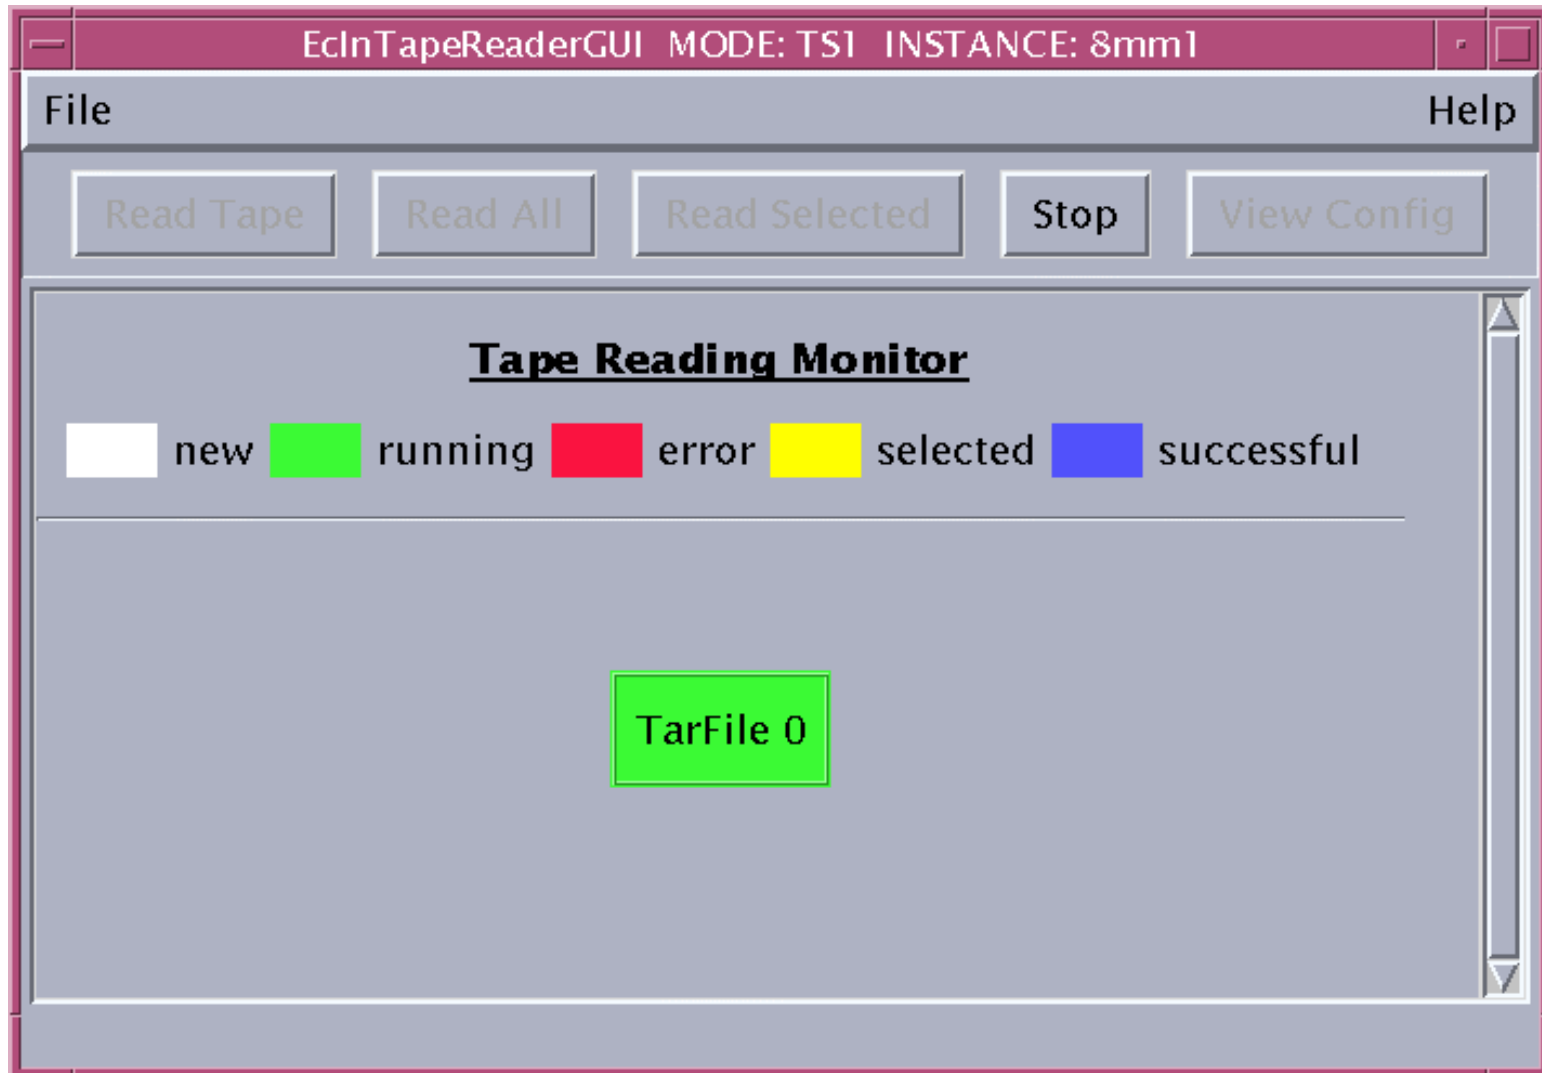 EcInTapeReaderGUI MODE: TS1 INSTANCE: 8mm1
File Help
Read Tape Read All Read Selected Stop View Config
Tape Reading Monitor
new running error selected successful
TarFile 0